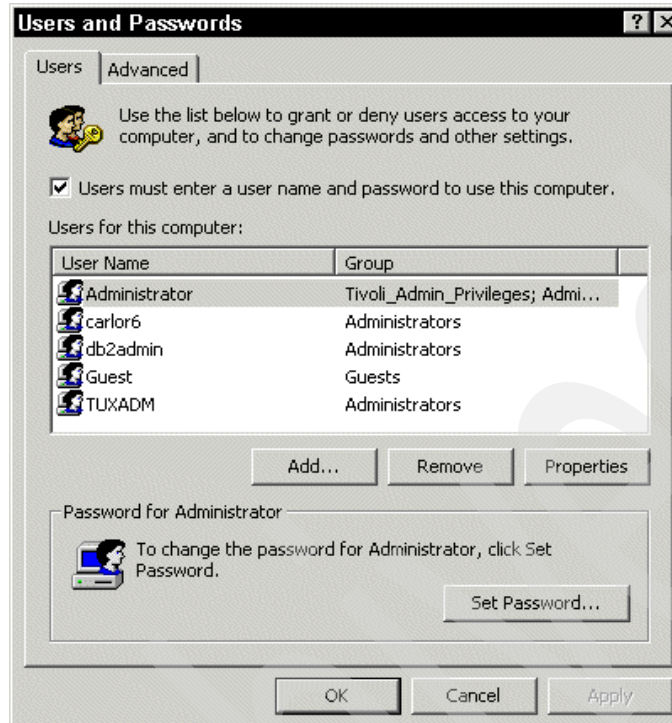 Users and Passwords
Users Advanced
Use the list below to grant or deny users access to your
computer, and to change passwords and other settings.
Users must enter a user name and password to use this computer.
Users for this computer:
User Name Group
Administrator Tivoli_Admin_Privileges; Admi...
carlor6 Administrators
db2admin Administrators
Guest Guests
TUXADM Administrators
Add... Remove Properties
Password for Administrator
To change the password for Administrator, click Set
Password.
Set Password...
OK Cancel Apply